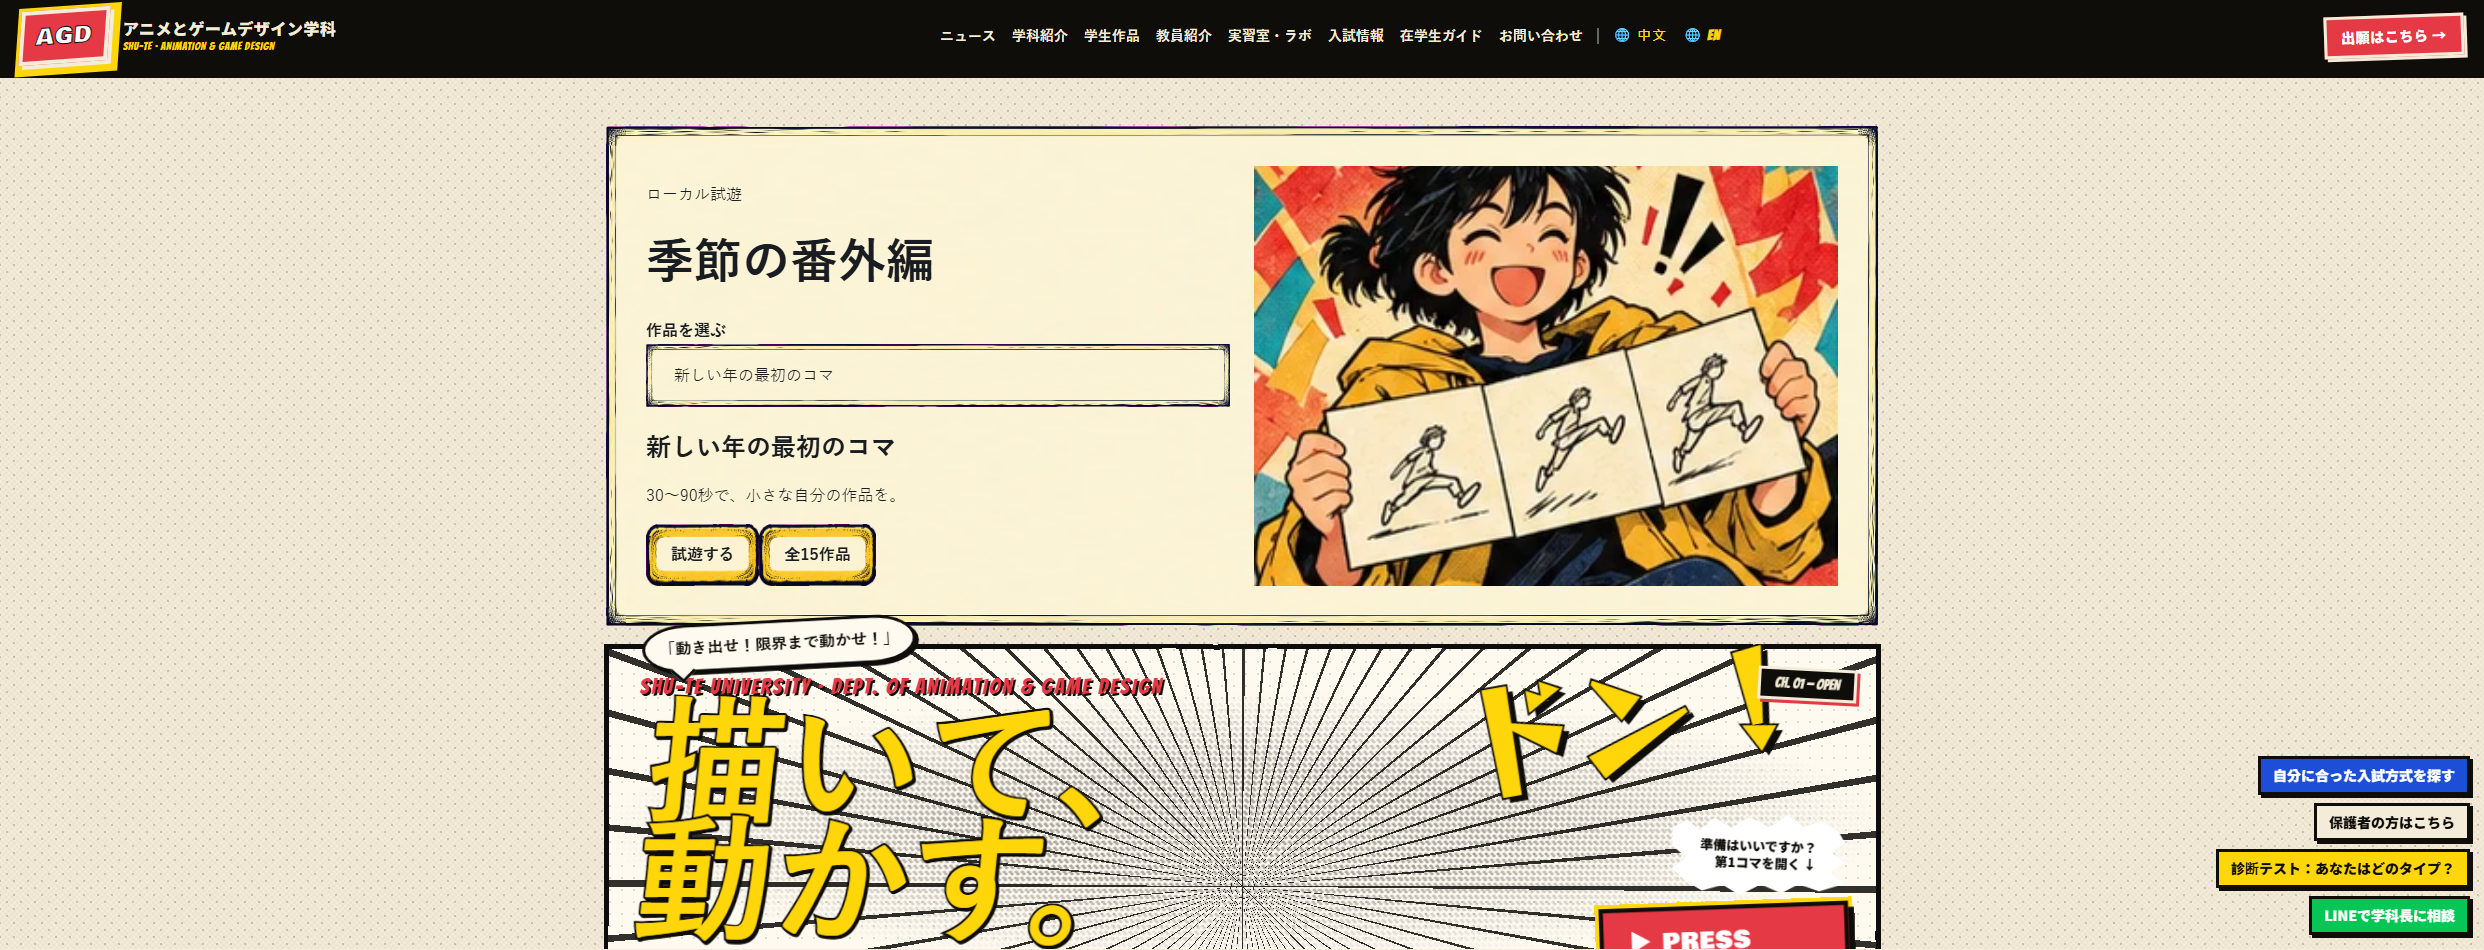 AGD
アニメとゲームデザイン学科
SHU-TE · ANIMATION & GAME DESIGN
ニュース 学科紹介 学生作品 教員紹介 実習室・ラボ 入試情報 在学生ガイド お問い合わせ | 🌐 中文 🌐 EN
出願はこちら →
ローカル試遊
季節の番外編
作品を選ぶ
新しい年の最初のコマ
新しい年の最初のコマ
30〜90秒で、小さな自分の作品を。
試遊する 全15作品
「動き出せ！限界まで動かせ！」
SHU-TE UNIVERSITY · DEPT. OF ANIMATION & GAME DESIGN
描いて、
動かす。
ドン！
CH. 01 — OPEN
準備はいいですか？
第1コマを開く ↓
▶ PRESS
自分に合った入試方式を探す
保護者の方はこちら
診断テスト：あなたはどのタイプ？
LINEで学科長に相談